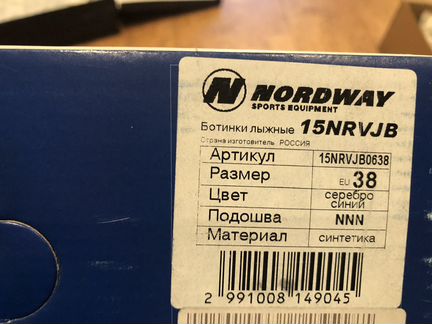 NORDWAY
SPORTS EQUIPMENT
Ботинки лыжные 15NRVJB
Страна изготовитель РОССИЯ
Артикул 15NRVJB0638
Размер EU 38
Цвет серебро синий
Подошва NNN
Материал синтетика
2 991008 149045